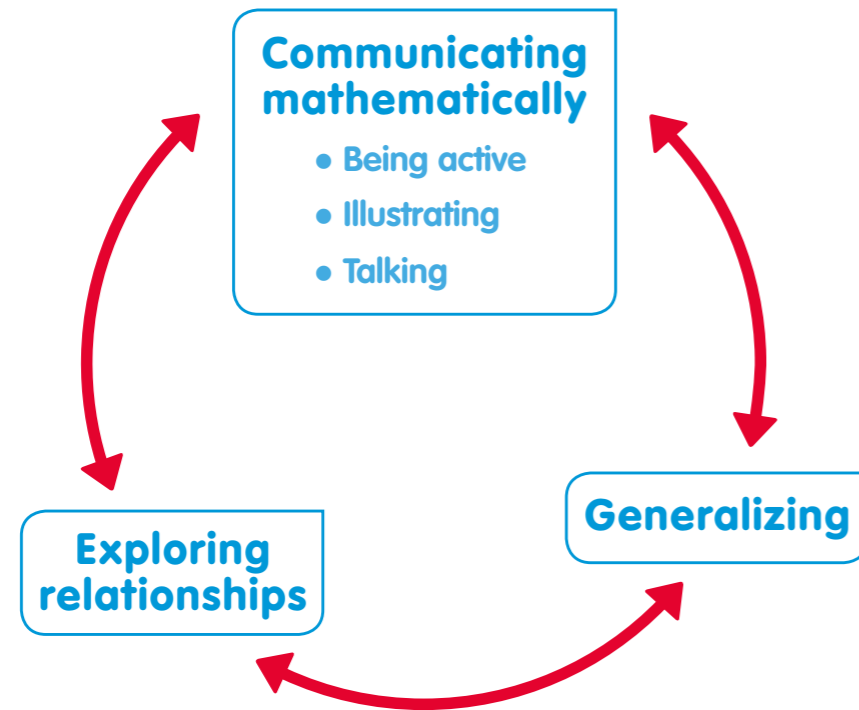 Communicating
mathematically
• Being active
• Illustrating
• Talking
Generalizing
Exploring
relationships